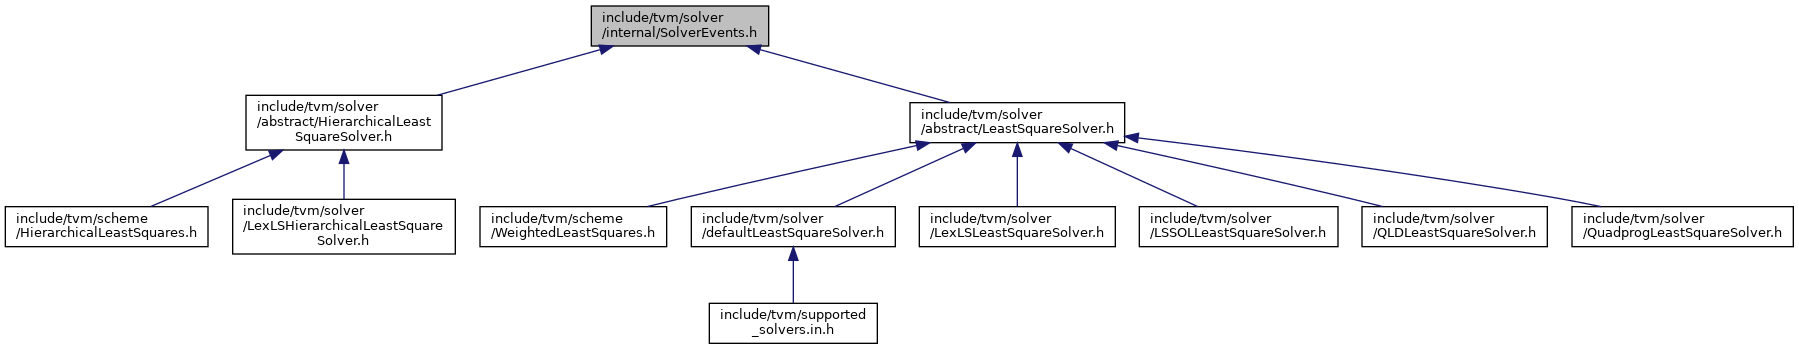 include/tvm/solver
/internal/SolverEvents.h
include/tvm/solver
/abstract/HierarchicalLeast
SquareSolver.h
include/tvm/solver
/abstract/LeastSquareSolver.h
include/tvm/scheme
/HierarchicalLeastSquares.h
include/tvm/solver
/LexLSHierarchicalLeastSquare
Solver.h
include/tvm/scheme
/WeightedLeastSquares.h
include/tvm/solver
/defaultLeastSquareSolver.h
include/tvm/solver
/LexLSLeastSquareSolver.h
include/tvm/solver
/LSSOLLeastSquareSolver.h
include/tvm/solver
/QLDLeastSquareSolver.h
include/tvm/solver
/QuadprogLeastSquareSolver.h
include/tvm/supported
_solvers.in.h